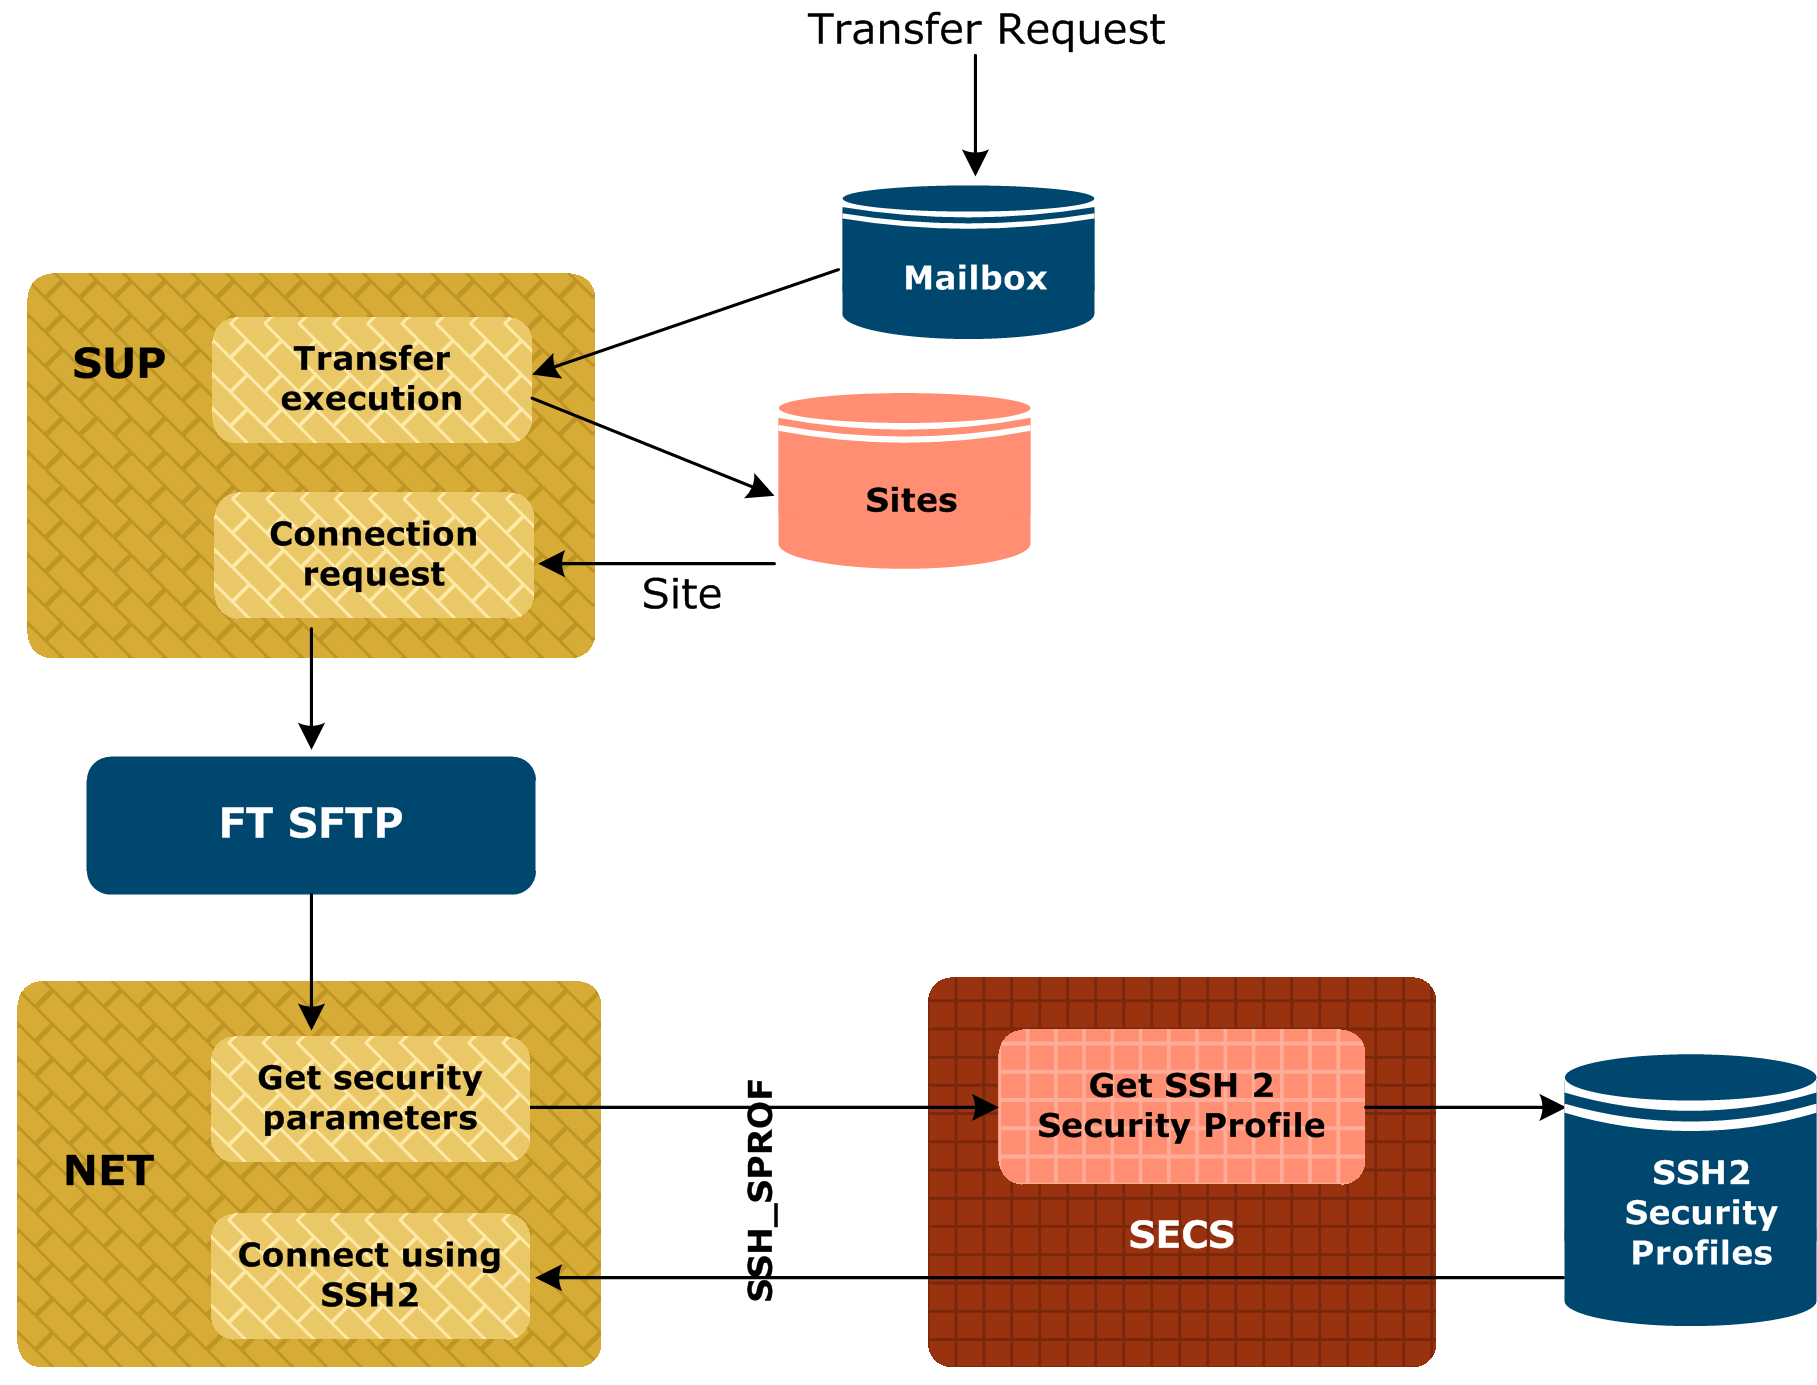 Transfer Request
Mailbox
SUP
Transfer
execution
Sites
Connection
request
Site
FT SFTP
NET
Get security
parameters
SSH_SPROF
Get SSH 2
Security Profile
SECS
SSH2
Security
Profiles
Connect using
SSH2